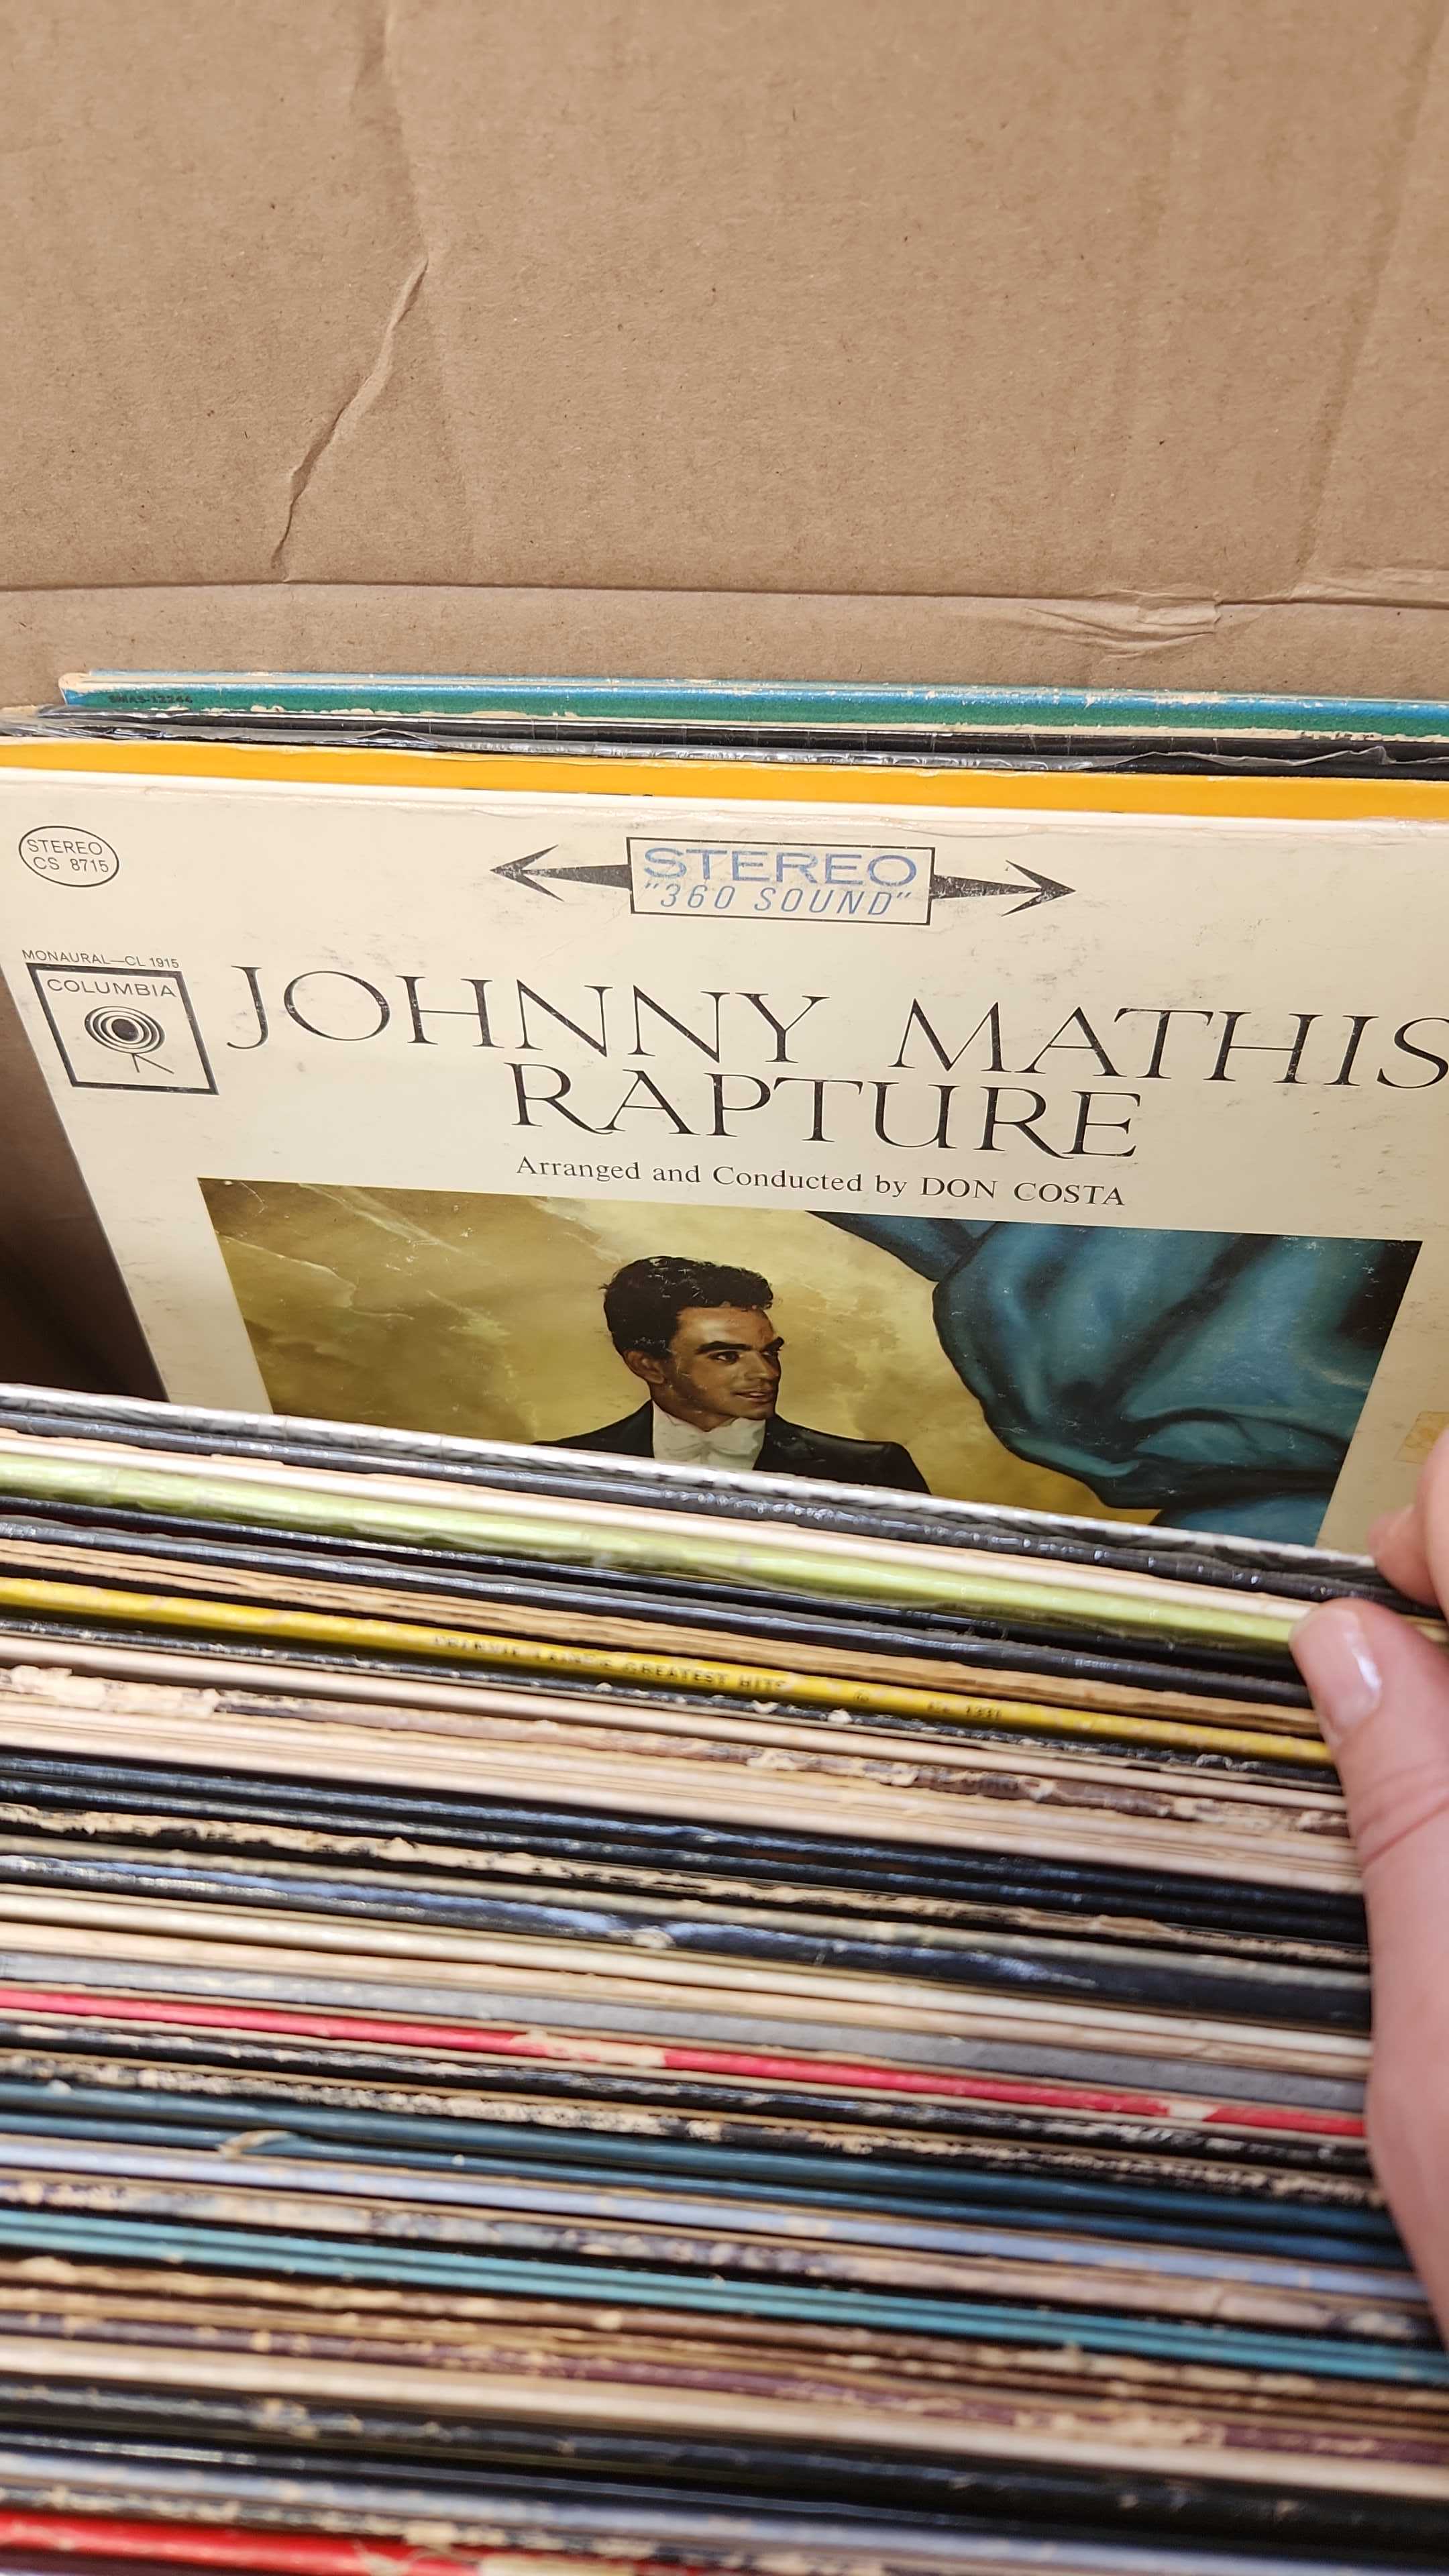 STEREO
CS 8715
STEREO
"360 SOUND"
MONAURAL—CL 1915
COLUMBIA
JOHNNY MATHIS
RAPTURE
Arranged and Conducted by DON COSTA
GREATEST HITS